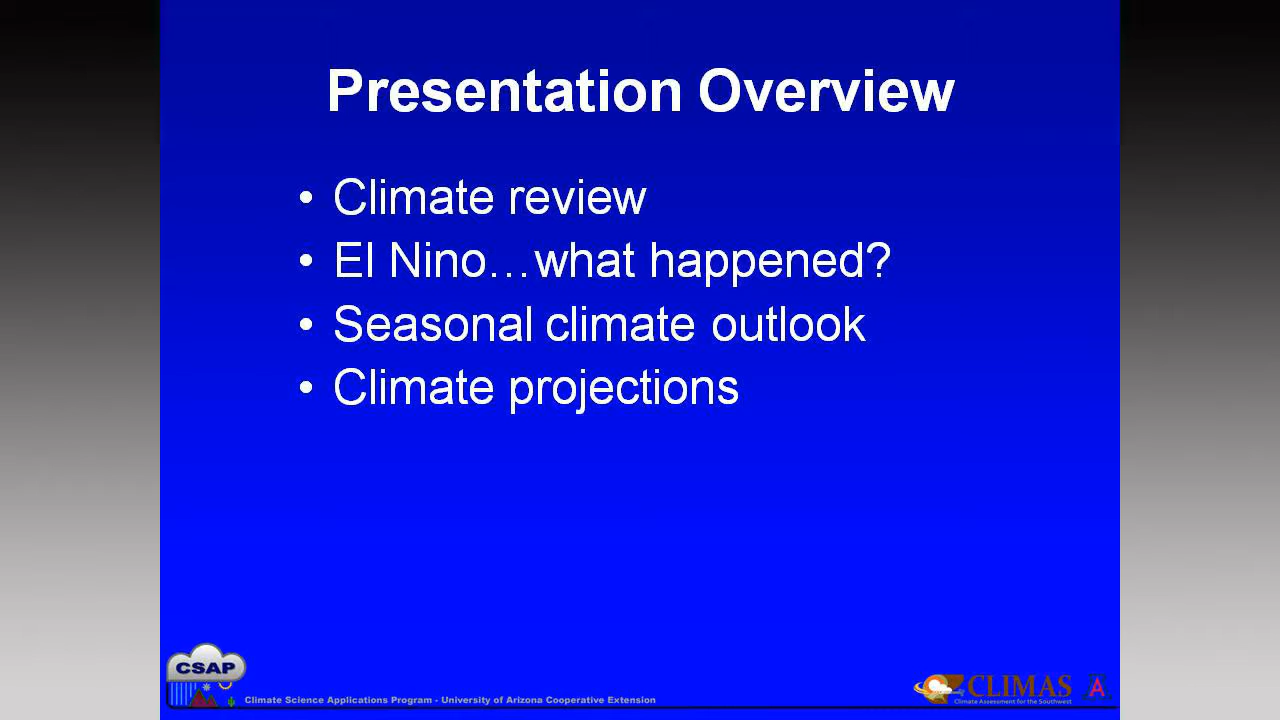 Presentation Overview
• Climate review
• El Nino…what happened?
• Seasonal climate outlook
• Climate projections
CSAP
Climate Science Applications Program - University of Arizona Cooperative Extension
CLIMAS
Climate Assessment for the Southwest
A